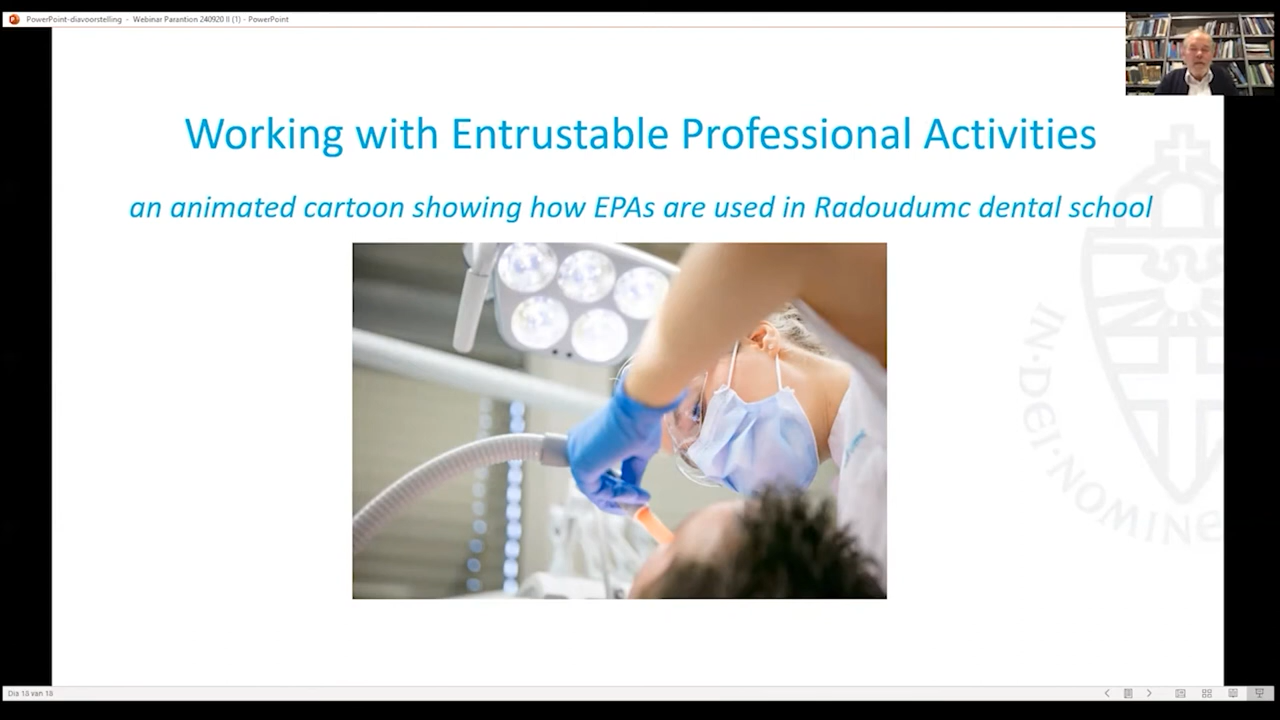 PowerPoint-diavoorstelling - Webinar Parantion 240920 II (1) - PowerPoint
Working with Entrustable Professional Activities
an animated cartoon showing how EPAs are used in Radoudumc dental school
IN·DEI·NOMINE
Dia 18 van 18